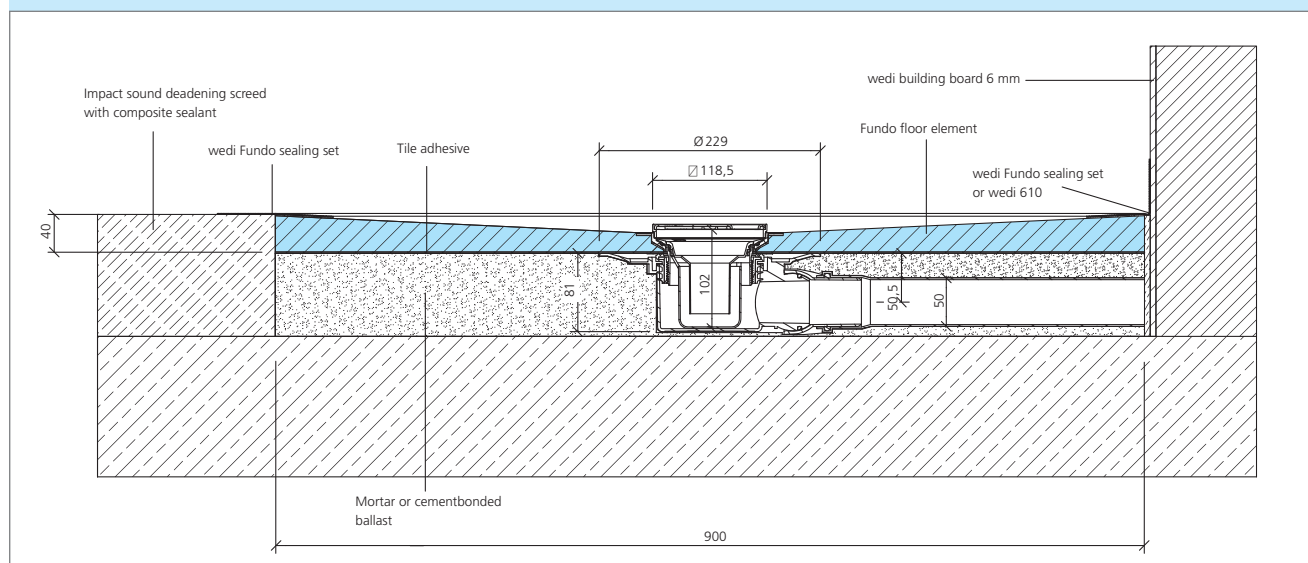 wedi building board 6 mm
Impact sound deadening screed
with composite sealant
Fundo floor element
wedi Fundo sealing set
Tile adhesive
Ø 229
118,5
wedi Fundo sealing set
or wedi 610
40
81
102
50,5
50
Mortar or cementbonded
ballast
900